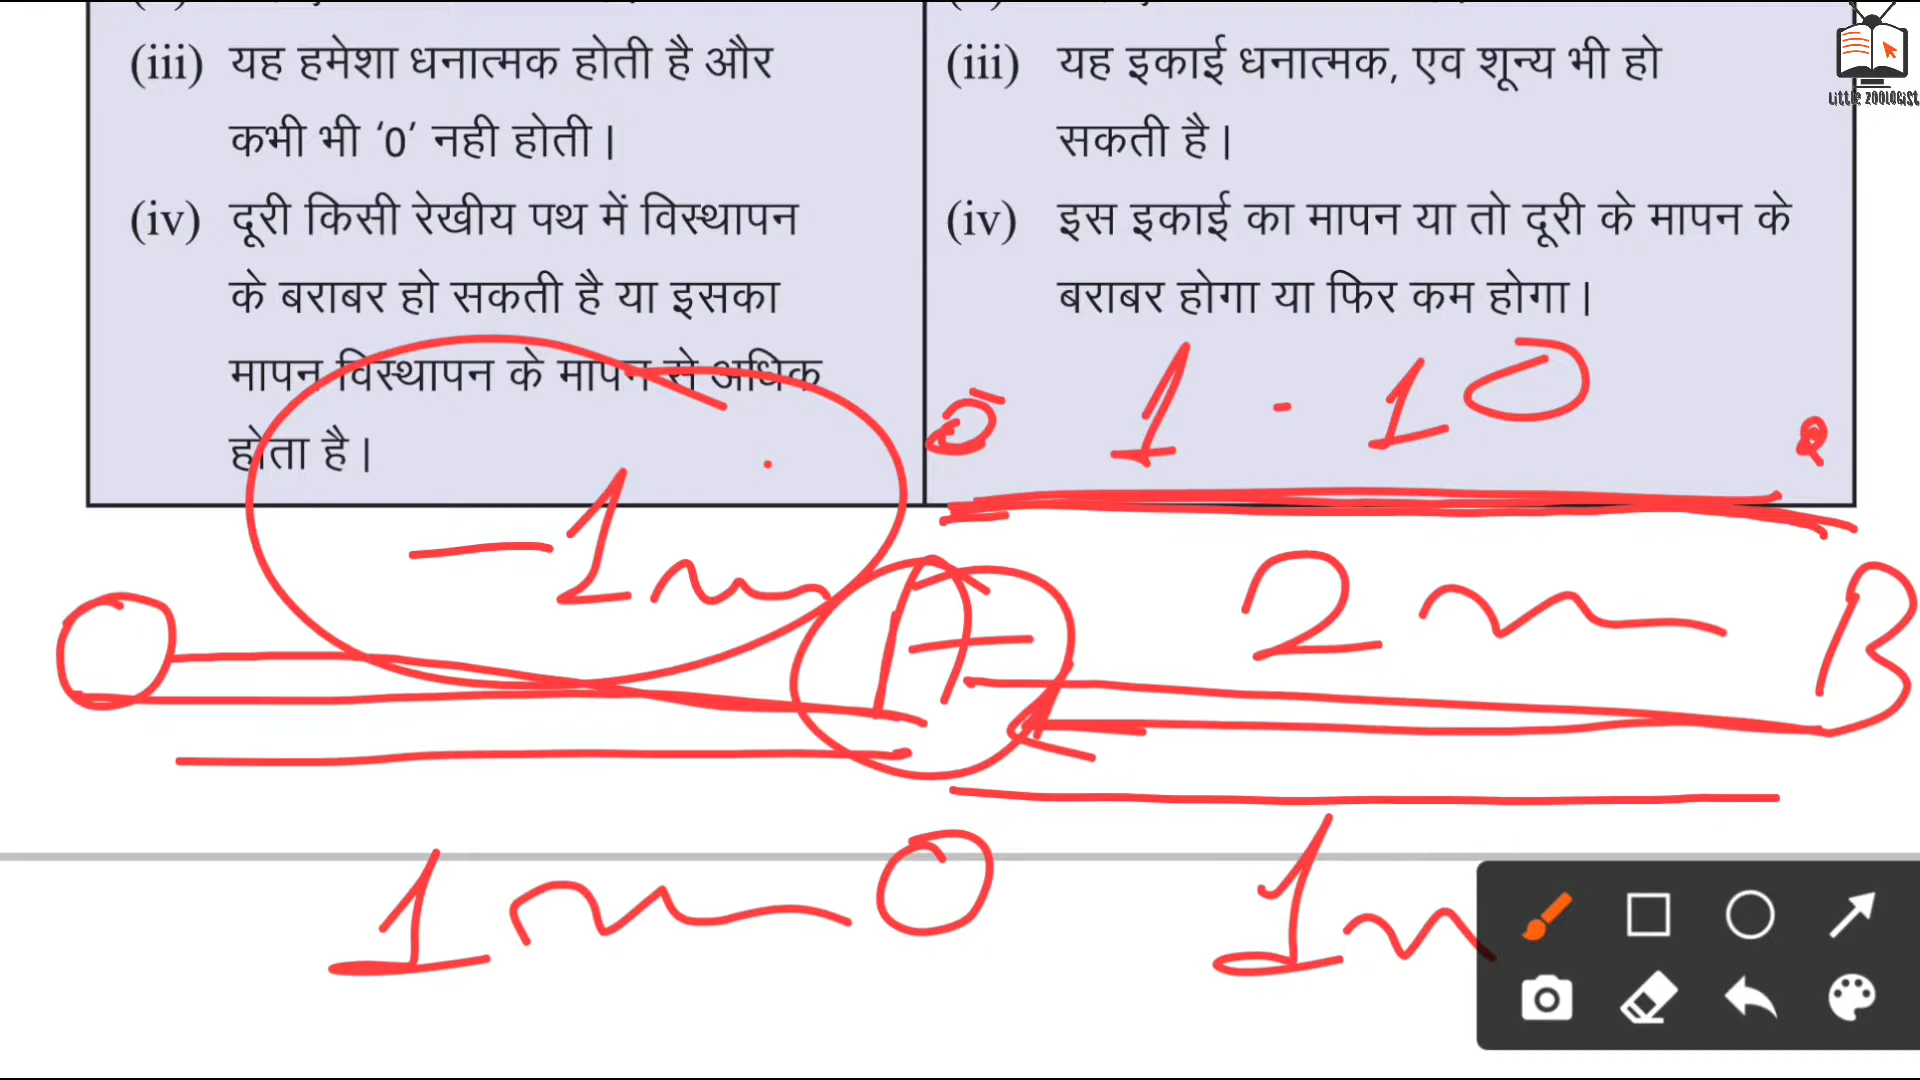 (iii) यह हमेशा धनात्मक होती है और
कभी भी ‘0’ नही होती।
(iv) दूरी किसी रेखीय पथ में विस्थापन
के बराबर हो सकती है या इसका
मापन विस्थापन के मापन से अधिक
होता है।
(iii) यह इकाई धनात्मक, एव शून्य भी हो
सकती है।
(iv) इस इकाई का मापन या तो दूरी के मापन के
बराबर होगा या फिर कम होगा।
LittLe ZOOLOGiSt
0 1 - 10
-1m
0 A 2m B
1m 0 1m